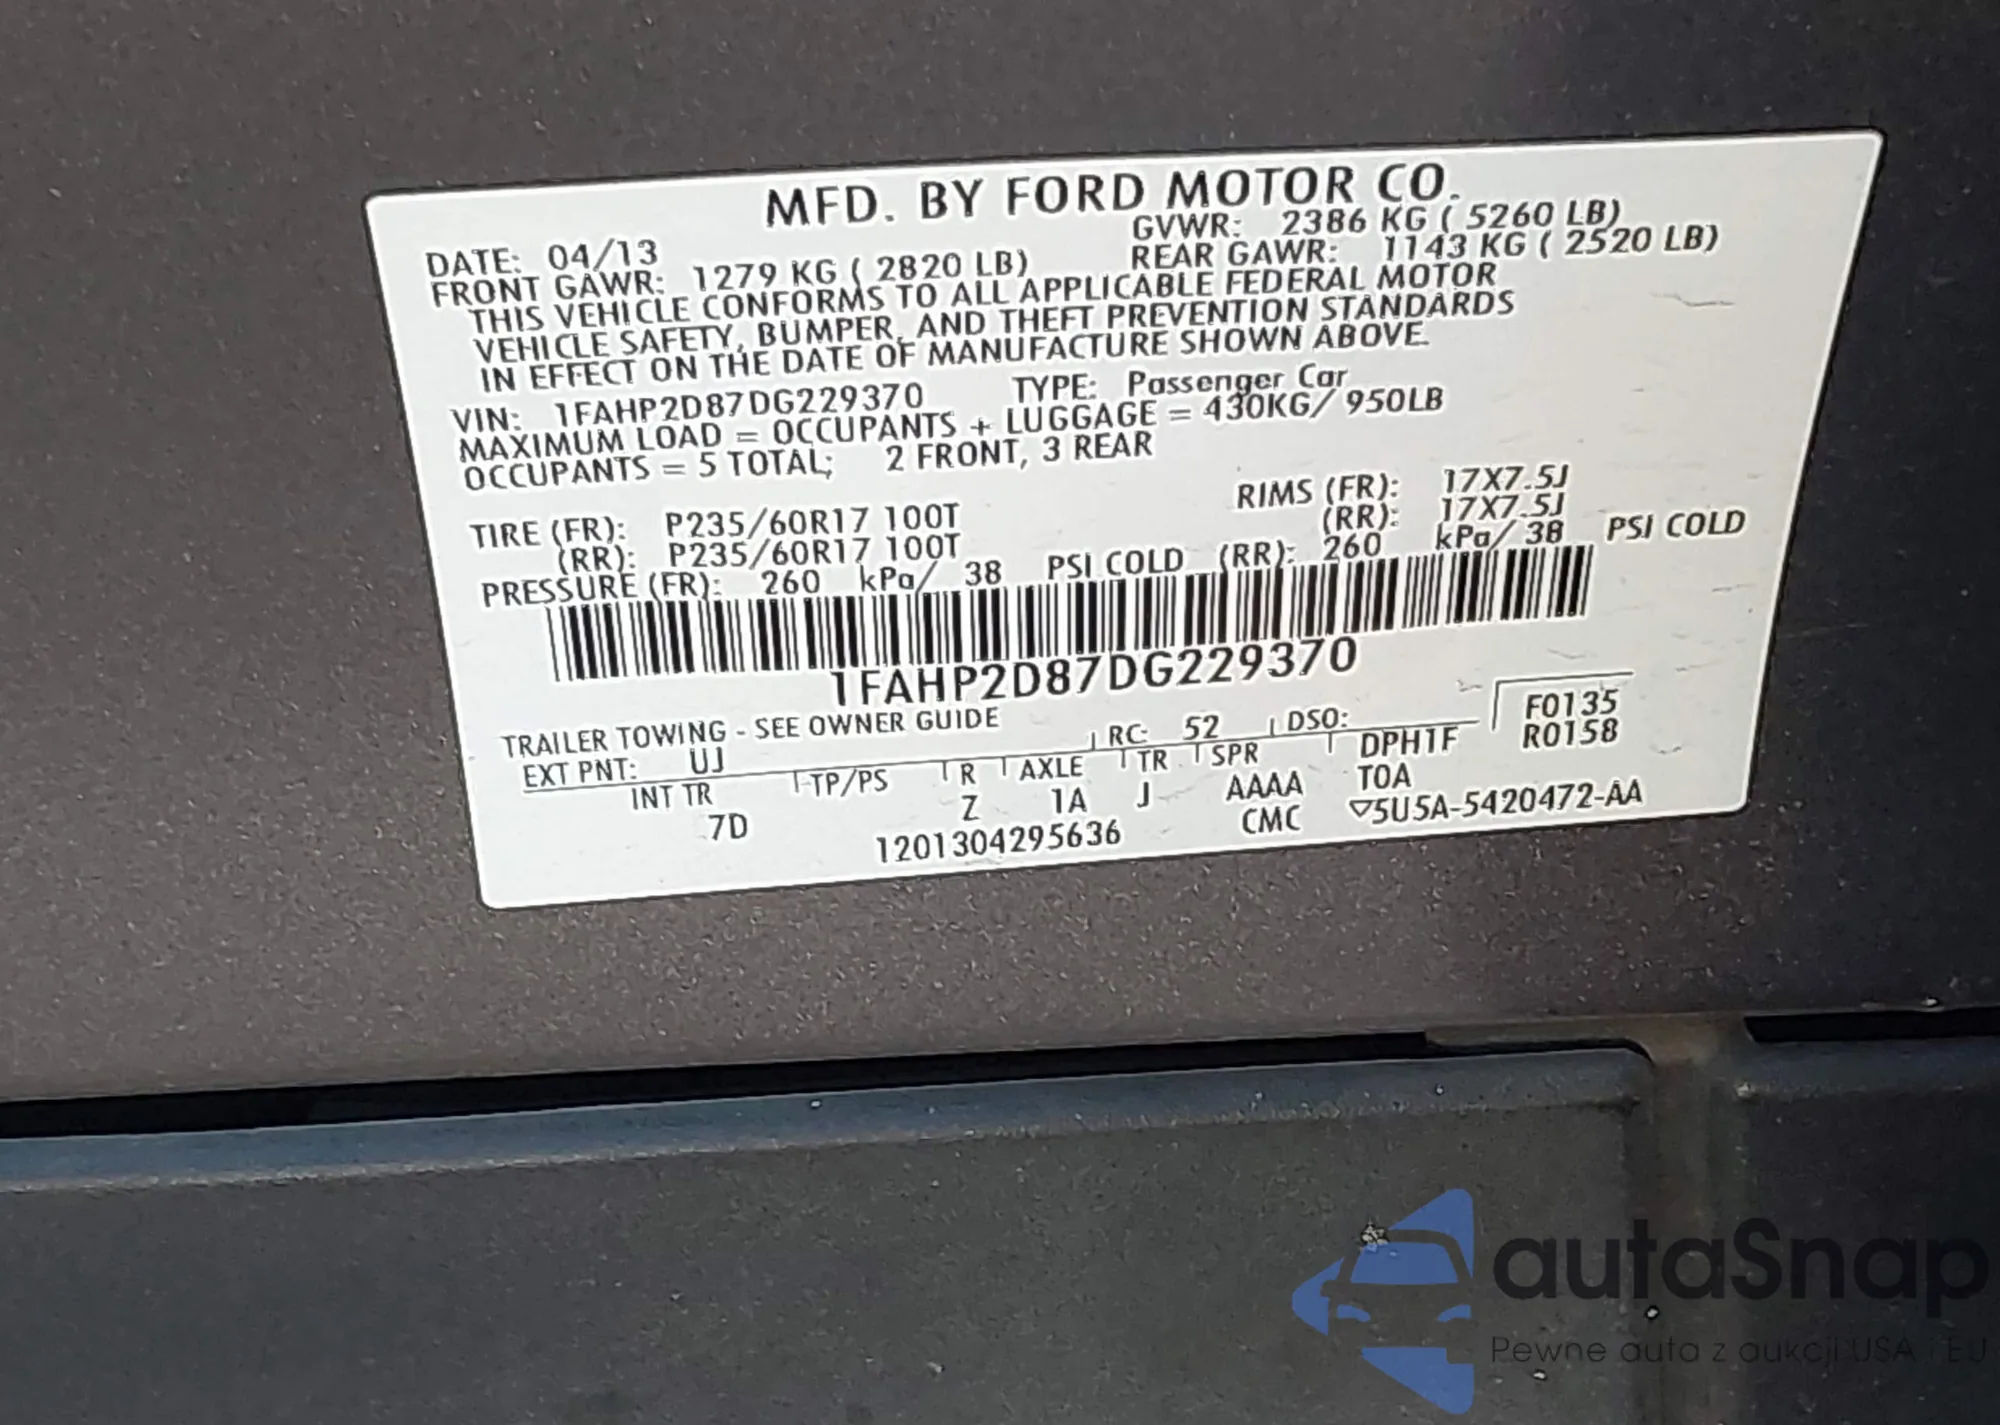 MFD. BY FORD MOTOR CO.
DATE: 04/13 GVWR: 2386 KG ( 5260 LB)
FRONT GAWR: 1279 KG ( 2820 LB) REAR GAWR: 1143 KG ( 2520 LB)
THIS VEHICLE CONFORMS TO ALL APPLICABLE FEDERAL MOTOR
VEHICLE SAFETY, BUMPER, AND THEFT PREVENTION STANDARDS
IN EFFECT ON THE DATE OF MANUFACTURE SHOWN ABOVE.
VIN: 1FAHP2D87DG229370 TYPE: Passenger Car
MAXIMUM LOAD = OCCUPANTS + LUGGAGE = 430KG/ 950LB
OCCUPANTS = 5 TOTAL; 2 FRONT, 3 REAR
TIRE (FR): P235/60R17 100T RIMS (FR): 17X7.5J
(RR): P235/60R17 100T (RR): 17X7.5J
PRESSURE (FR): 260 kPa/ 38 PSI COLD (RR): 260 kPa/ 38 PSI COLD
1FAHP2D87DG229370
TRAILER TOWING - SEE OWNER GUIDE
F0135
EXT PNT: UJ RC: 52 DSO:
R0158
INT TR TP/PS R AXLE TR SPR DPH1F
7D Z 1A J AAAA TOA
1201304295636 CMC ▽5U5A-5420472-AA
autaSnap
Pewne auta z aukcji USA i EU